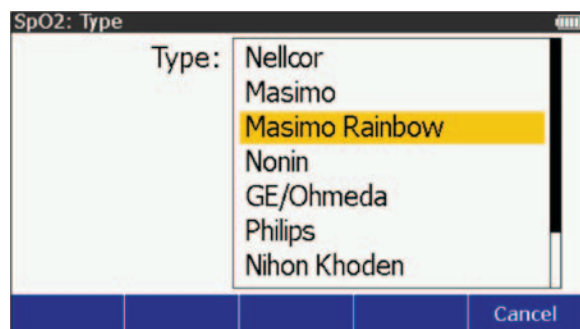 SpO2: Type
Type:
Nellcor
Masimo
Masimo Rainbow
Nonin
GE/Ohmeda
Philips
Nihon Khoden
Cancel